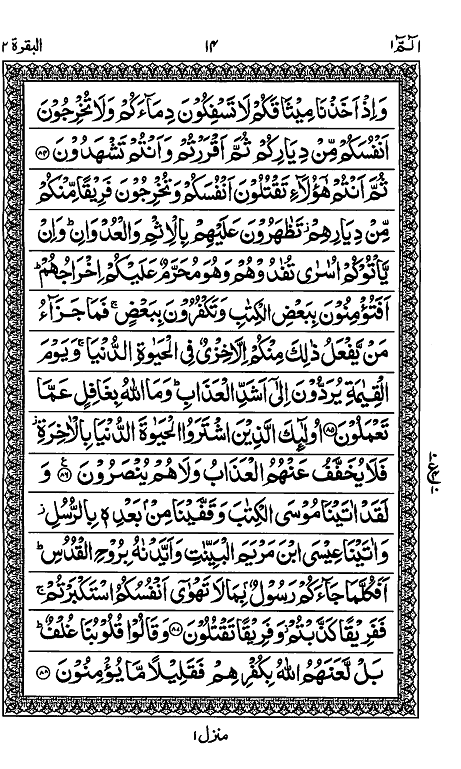 الٓمّٓ ١ ١٤ البقرة ٢
وَاِذْ اَخَذْنَا مِيْثَاقَكُمْ لَا تَسْفِكُوْنَ دِمَآءَكُمْ وَلَا تُخْرِجُوْنَ
اَنْفُسَكُمْ مِّنْ دِيَارِكُمْ ثُمَّ اَقْرَرْتُمْ وَاَنْتُمْ تَشْهَدُوْنَ ﴿٨٤﴾
ثُمَّ اَنْتُمْ هٰٓؤُلَآءِ تَقْتُلُوْنَ اَنْفُسَكُمْ وَتُخْرِجُوْنَ فَرِيْقًا مِّنْكُمْ
مِّنْ دِيَارِهِمْ ز تَظٰهَرُوْنَ عَلَيْهِمْ بِالْاِثْمِ وَالْعُدْوَانِ ؕ وَاِنْ
يَّاْتُوْكُمْ اُسٰرٰى تُفٰدُوْهُمْ وَهُوَ مُحَرَّمٌ عَلَيْكُمْ اِخْرَاجُهُمْ ؕ
اَفَتُؤْمِنُوْنَ بِبَعْضِ الْكِتٰبِ وَتَكْفُرُوْنَ بِبَعْضٍ ۚ فَمَا جَزَآءُ
مَنْ يَّفْعَلُ ذٰلِكَ مِنْكُمْ اِلَّا خِزْىٌ فِى الْحَيٰوةِ الدُّنْيَا ۚ وَيَوْمَ
الْقِيٰمَةِ يُرَدُّوْنَ اِلٰٓى اَشَدِّ الْعَذَابِ ؕ وَمَا اللّٰهُ بِغَافِلٍ عَمَّا
تَعْمَلُوْنَ ﴿٨٥﴾ اُولٰٓئِكَ الَّذِيْنَ اشْتَرَوُا الْحَيٰوةَ الدُّنْيَا بِالْاٰخِرَةِ ز
فَلَا يُخَفَّفُ عَنْهُمُ الْعَذَابُ وَلَا هُمْ يُنْصَرُوْنَ ﴿٨٦﴾ ع وَ
لَقَدْ اٰتَيْنَا مُوْسَى الْكِتٰبَ وَقَفَّيْنَا مِنْۢ بَعْدِهٖ بِالرُّسُلِ ز
وَاٰتَيْنَا عِيْسَى ابْنَ مَرْيَمَ الْبَيِّنٰتِ وَاَيَّدْنٰهُ بِرُوْحِ الْقُدُسِ ؕ
اَفَكُلَّمَا جَآءَكُمْ رَسُوْلٌۢ بِمَا لَا تَهْوٰٓى اَنْفُسُكُمُ اسْتَكْبَرْتُمْ ۚ
فَفَرِيْقًا كَذَّبْتُمْ ز وَفَرِيْقًا تَقْتُلُوْنَ ﴿٨٧﴾ وَقَالُوْا قُلُوْبُنَا غُلْفٌ ؕ
بَلْ لَّعَنَهُمُ اللّٰهُ بِكُفْرِهِمْ فَقَلِيْلًا مَّا يُؤْمِنُوْنَ ﴿٨٨﴾
منزل ١